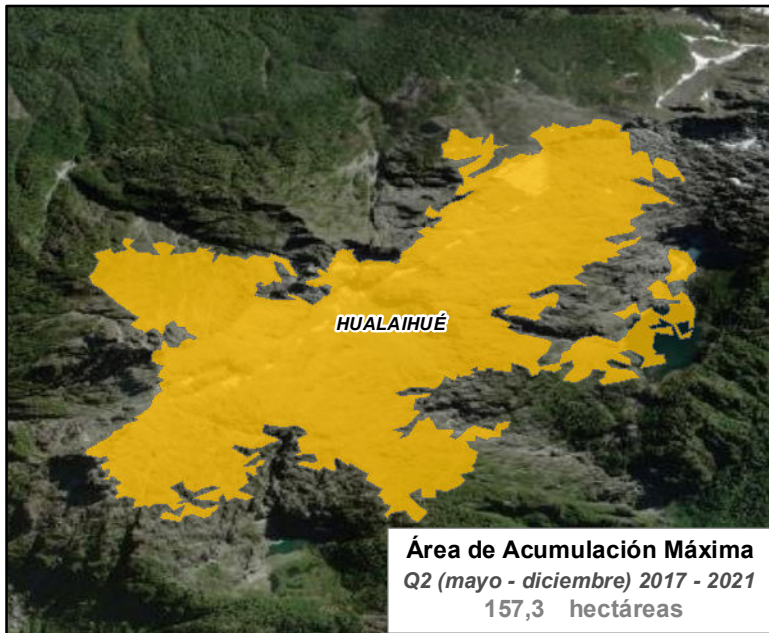 HUALAIHUÉ
Área de Acumulación Máxima
Q2 (mayo - diciembre) 2017 - 2021
157,3 hectáreas